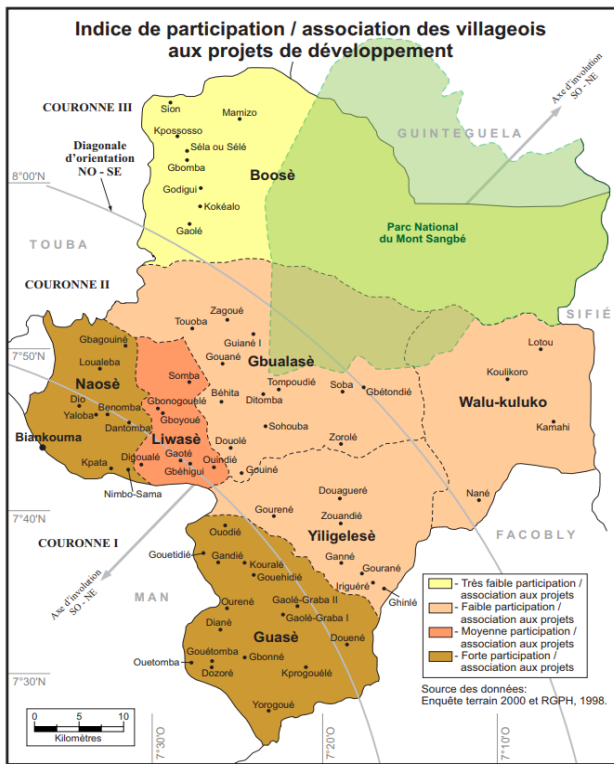 Indice de participation / association des villageois
aux projets de développement
COURONNE III
Axe d'involution
SO - NE
Sion
Mamizo
Kpossosso
GUINTEGUELA
Diagonale
d'orientation
NO - SE
Séla ou Sélé
Gbomba
Boosè
8°00'N
Godigui
Kokéalo
Gaolé
Parc National
du Mont Sangbé
TOUBA
COURONNE II
SIFIÉ
Zagoué
Touoba
Gbagouiné
Guiané I
7'50'N
Gouané
Gbualasè
Lotou
Loualeba
Naosè
Somba
Tompoudié
Soba
Koulikoro
Dio
Gbonogouélé
Béhita
Ditomba
Gbétondié
Walu-kuluko
Yaloba
Benomba
Gboyoué
Dantomba
Sohouba
Kamahi
Biankouma
Liwasè
Douolé
Zorolé
Kpata
Digoualé
Gaoté
Ouindié
Gbéhigui
Gouiné
Nimbo-Sama
Douagueré
Nané
7'40'N
Gourené
Zouandié
COURONNE I
Ouodié
Yiligelesè
FACOBLY
Gouetidié
Gandié
Kouralé
Ganné
Gouehidié
Gourané
Iriguéré
Ghinlé
Axe d'involution
SO - NE
MAN
Ourené
Gaolé-Graba II
Gaolé-Graba I
Diané
Guasè
Douené
Gouétomba
Gbonné
Ouetomba
Dozoré
Kprogouélé
7'30'N
Yorogoué
- Très faible participation /
association aux projets
- Faible participation /
association aux projets
- Moyenne participation /
association aux projets
- Forte participation /
association aux projets
Source des données:
Enquête terrain 2000 et RGPH, 1998.
0 5 10
Kilomètres
7°30'O
7°20'O
7°10'O